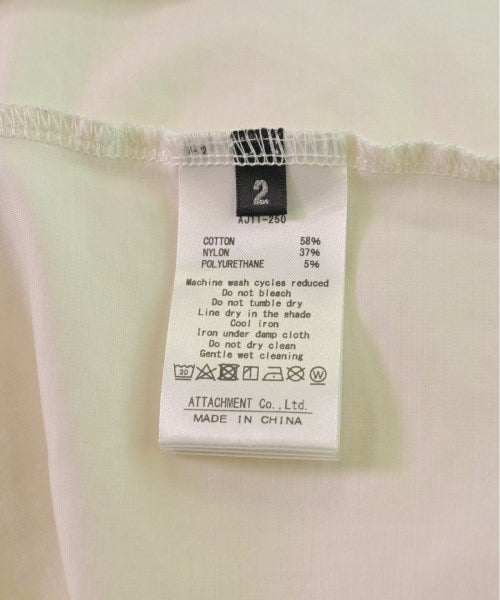 2
AJ11-250
COTTON 58%
NYLON 37%
POLYURETHANE 5%
Machine wash cycles reduced
Do not bleach
Do not tumble dry
Line dry in the shade
Cool iron
Iron under damp cloth
Do not dry clean
Gentle wet cleaning
30 W
ATTACHMENT Co.,Ltd.
MADE IN CHINA